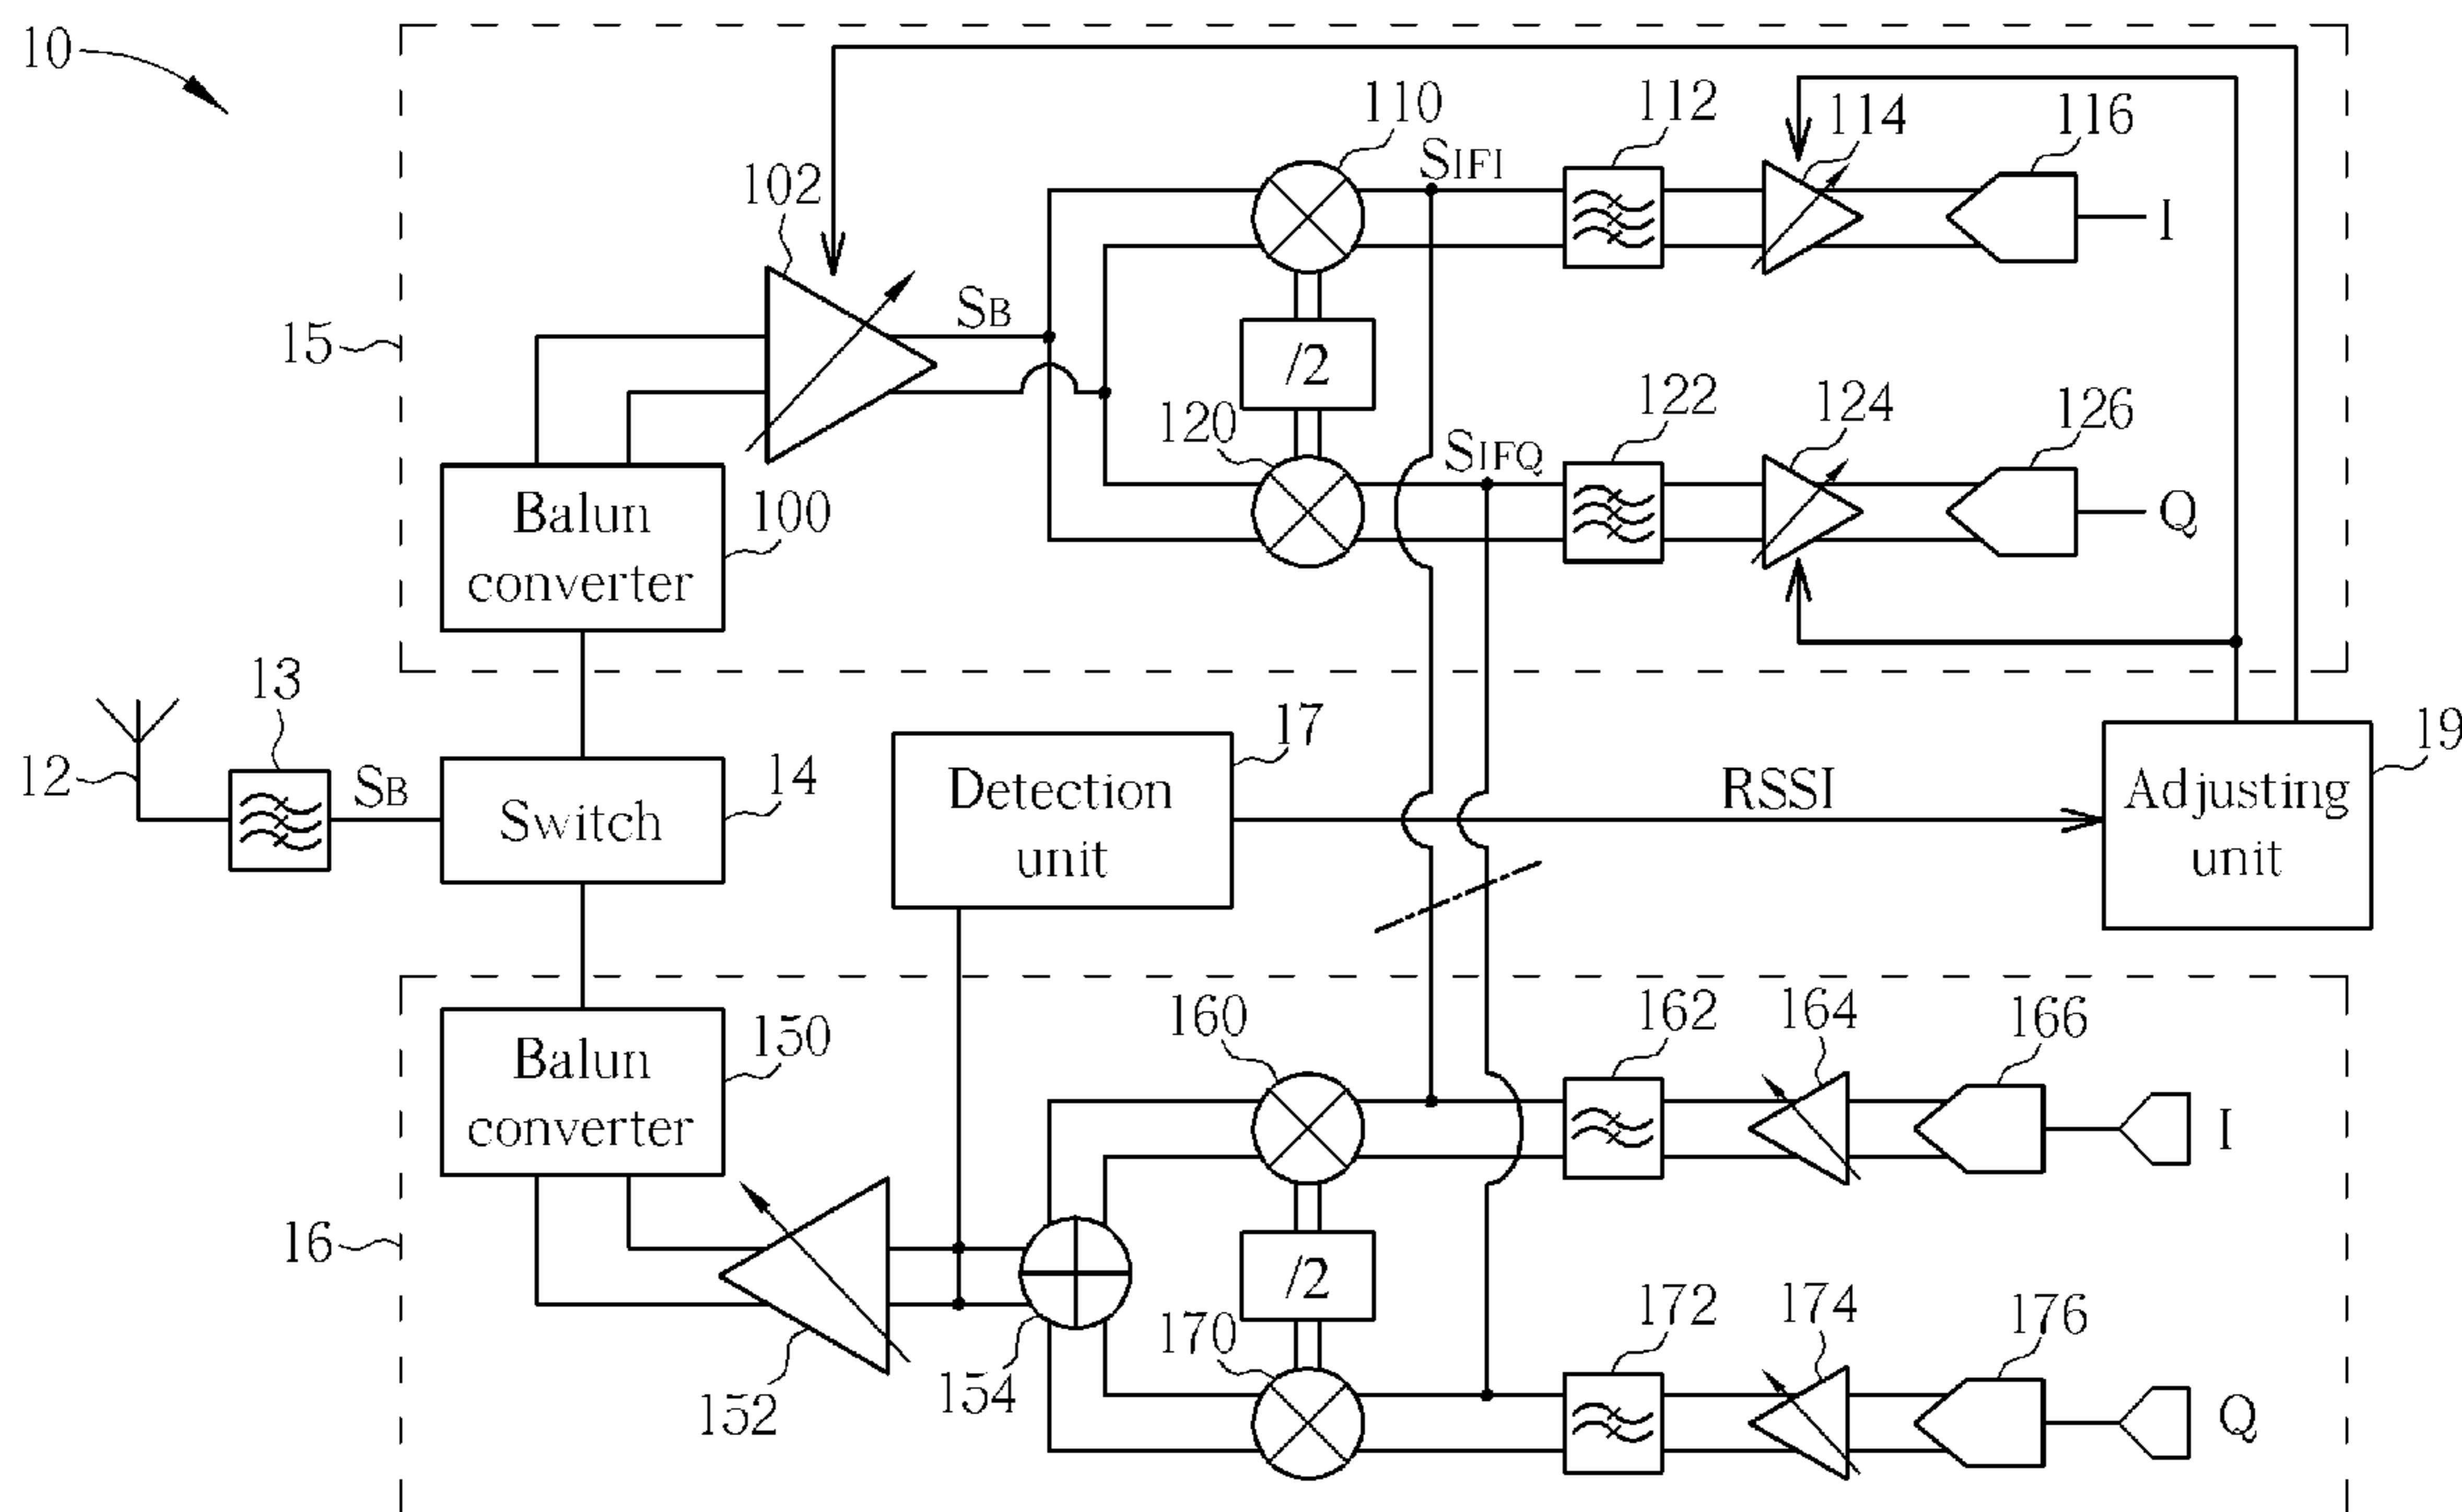 10
110
SIFI
112
114
116
102
SB
I
15
/2
120
122
124
126
SIFQ
Balun
converter
100
Q
13
17
19
12
SB
Switch
14
Detection
unit
RSSI
Adjusting
unit
Balun
converter
150
160
162
164
166
I
16
/2
152
154
170
172
174
176
Q